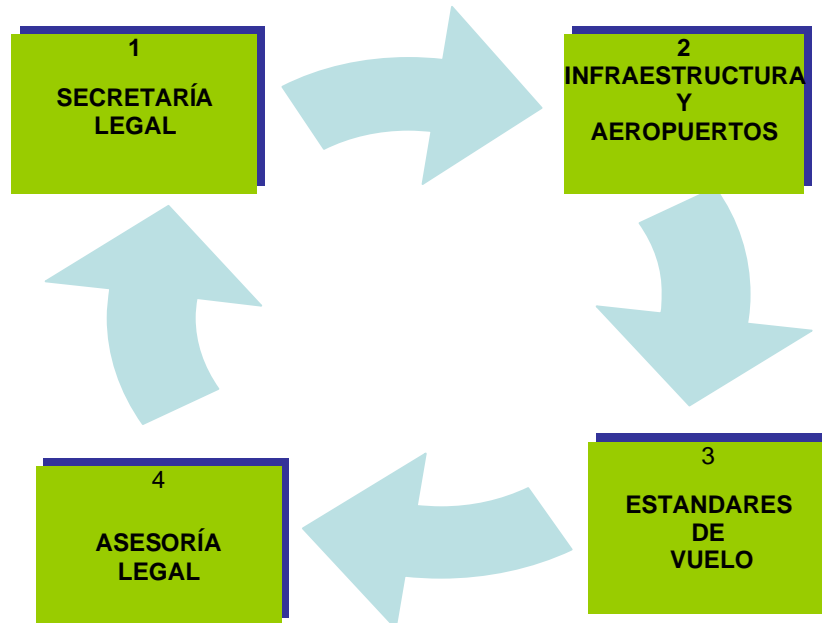 1
SECRETARÍA
LEGAL
2
INFRAESTRUCTURA
Y
AEROPUERTOS
3
ESTANDARES
DE
VUELO
4
ASESORÍA
LEGAL